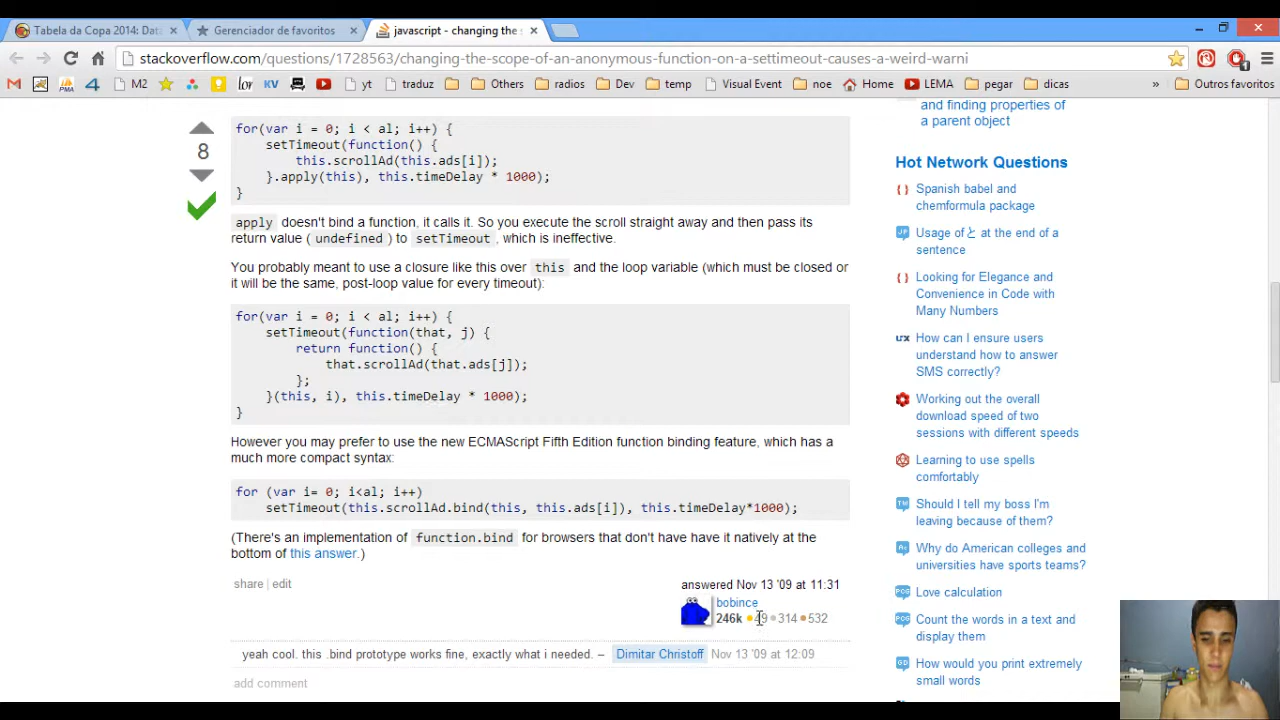 Tabela da Copa 2014: Dat
Gerenciador de favoritos
javascript - changing the s
stackoverflow.com/questions/1728563/changing-the-scope-of-an-anonymous-function-on-a-settimeout-causes-a-weird-warni
M2 lov KV yt traduz Others radios Dev temp Visual Event noe Home LEMA pegar dicas » Outros favoritos
and finding properties of
a parent object
8
for(var i = 0; i < al; i++) {
setTimeout(function() {
this.scrollAd(this.ads[i]);
}.apply(this), this.timeDelay * 1000);
}
apply doesn't bind a function, it calls it. So you execute the scroll straight away and then pass its
return value ( undefined ) to setTimeout, which is ineffective.
You probably meant to use a closure like this over this and the loop variable (which must be closed or
it will be the same, post-loop value for every timeout):
for(var i = 0; i < al; i++) {
setTimeout(function(that, j) {
return function() {
that.scrollAd(that.ads[j]);
};
}(this, i), this.timeDelay * 1000);
}
However you may prefer to use the new ECMAScript Fifth Edition function binding feature, which has a
much more compact syntax:
for (var i= 0; i<al; i++)
setTimeout(this.scrollAd.bind(this, this.ads[i]), this.timeDelay*1000);
(There's an implementation of function.bind for browsers that don't have have it natively at the
bottom of this answer.)
share | edit
answered Nov 13 '09 at 11:31
bobince
246k 49 314 532
yeah cool. this .bind prototype works fine, exactly what i needed. – Dimitar Christoff Nov 13 '09 at 12:09
add comment
Hot Network Questions
Spanish babel and
chemformula package
Usage of と at the end of a
sentence
Looking for Elegance and
Convenience in Code with
Many Numbers
How can I ensure users
understand how to answer
SMS correctly?
Working out the overall
download speed of two
sessions with different speeds
Learning to use spells
comfortably
Should I tell my boss I'm
leaving because of them?
Why do American colleges and
universities have sports teams?
Love calculation
Count the words in a text and
display them
How would you print extremely
small words